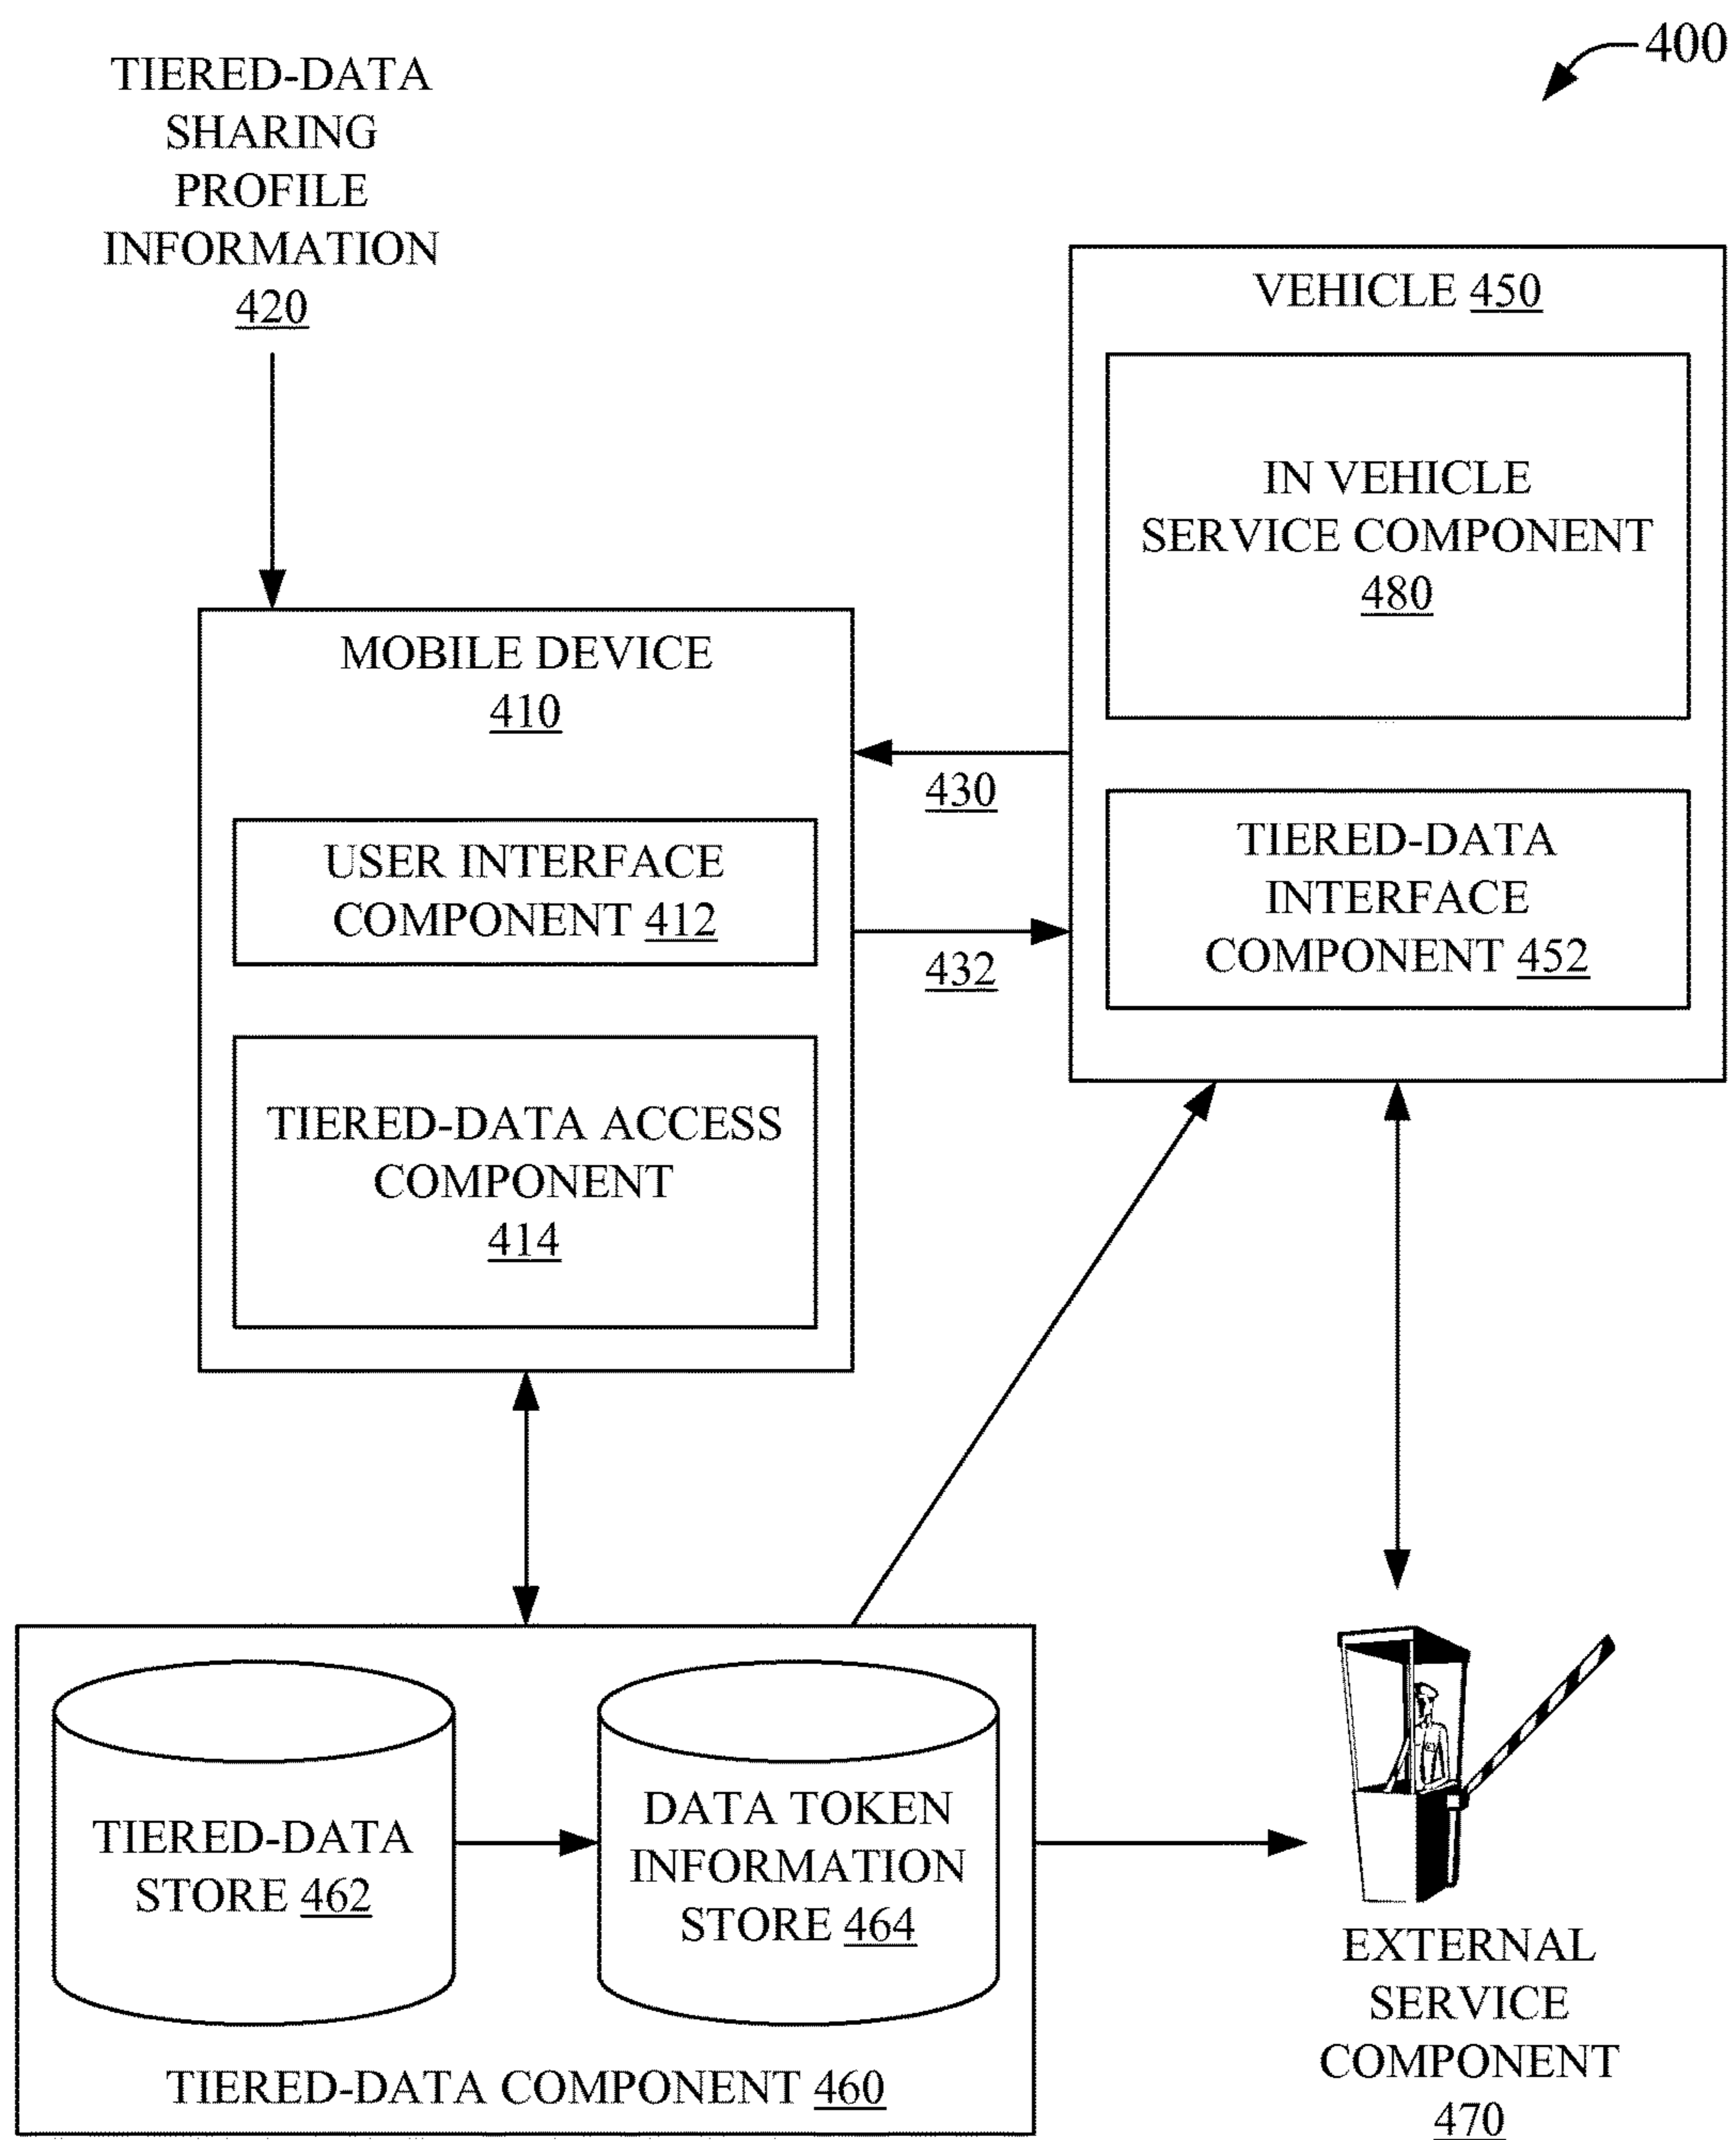 400
TIERED-DATA
SHARING
PROFILE
INFORMATION
420
VEHICLE 450
IN VEHICLE
SERVICE COMPONENT
480
MOBILE DEVICE
410
430
USER INTERFACE
COMPONENT 412
TIERED-DATA
INTERFACE
COMPONENT 452
432
TIERED-DATA ACCESS
COMPONENT
414
TIERED-DATA
STORE 462
DATA TOKEN
INFORMATION
STORE 464
TIERED-DATA COMPONENT 460
EXTERNAL
SERVICE
COMPONENT
470